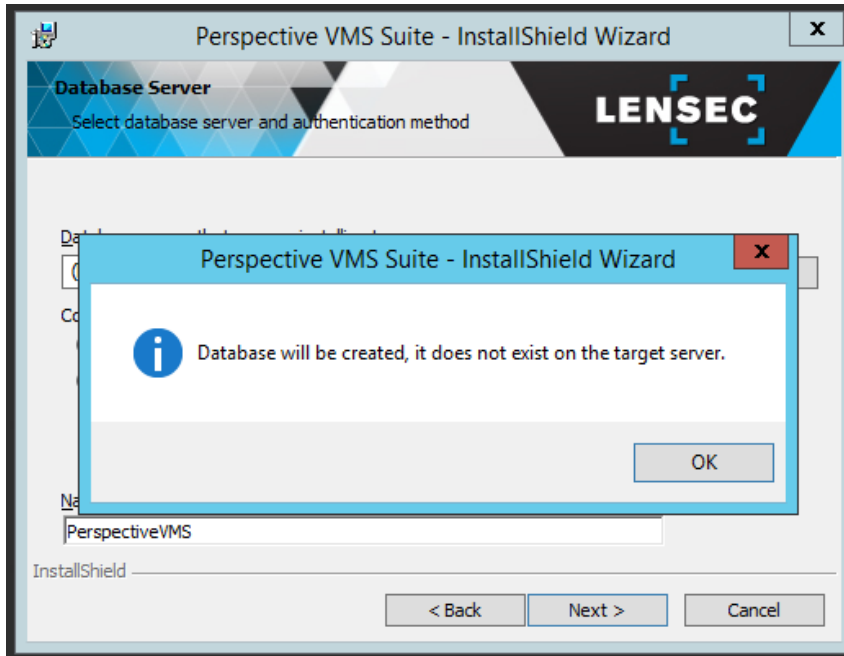 Perspective VMS Suite - InstallShield Wizard
x
Database Server
Select database server and authentication method
LENSEC
Perspective VMS Suite - InstallShield Wizard
x
Database will be created, it does not exist on the target server.
OK
PerspectiveVMS
InstallShield
< Back Next > Cancel